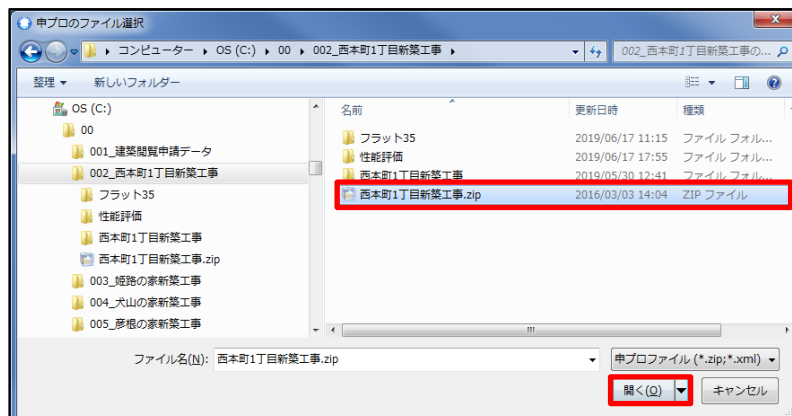 申プロのファイル選択
コンピューター ▸ OS (C:) ▸ 00 ▸ 002_西本町1丁目新築工事 ▸
002_西本町1丁目新築工事の...
整理 ▼ 新しいフォルダー
OS (C:)
00
001_建築閲覧申請データ
002_西本町1丁目新築工事
フラット35
性能評価
西本町1丁目新築工事
西本町1丁目新築工事.zip
003_姫路の家新築工事
004_犬山の家新築工事
005_彦根の家新築工事
名前 更新日時 種類
フラット35 2019/06/17 11:15 ファイル フォル...
性能評価 2019/06/17 17:55 ファイル フォル...
西本町1丁目新築工事 2019/05/30 12:41 ファイル フォル...
西本町1丁目新築工事.zip 2016/03/03 14:04 ZIP ファイル
ファイル名(N): 西本町1丁目新築工事.zip
申プロファイル (*.zip;*.xml)
開く(O) キャンセル